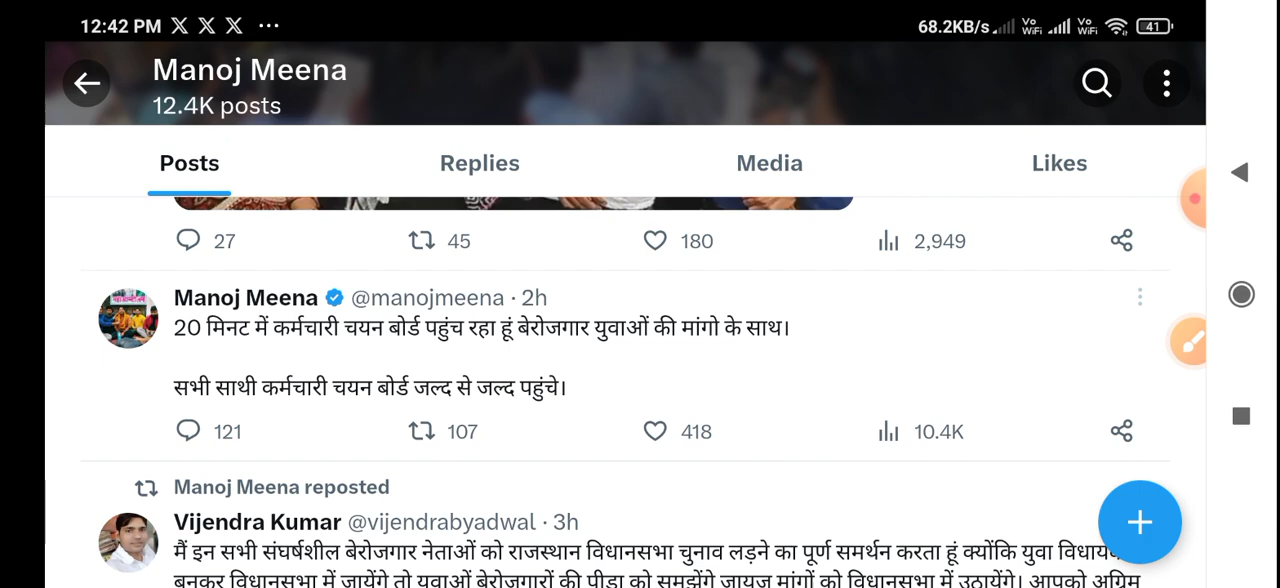 12:42 PM X X X ... 68.2KB/s Vo WiFi Vo WiFi 41
Manoj Meena
12.4K posts
Posts Replies Media Likes
27 45 180 2,949
Manoj Meena @manojmeena · 2h
20 मिनट में कर्मचारी चयन बोर्ड पहुंच रहा हूं बेरोजगार युवाओं की मांगो के साथ।
सभी साथी कर्मचारी चयन बोर्ड जल्द से जल्द पहुंचे।
121 107 418 10.4K
Manoj Meena reposted
Vijendra Kumar @vijendrabyadwal · 3h
मैं इन सभी संघर्षशील बेरोजगार नेताओं को राजस्थान विधानसभा चुनाव लड़ने का पूर्ण समर्थन करता हूं क्योंकि युवा
बनकर विधानसभा में जायेंगे तो युवाओं बेरोजगारों की पीड़ा को समझेंगे जायज मांगों को विधानसभा में उठायेंगे। आपको अग्रिम